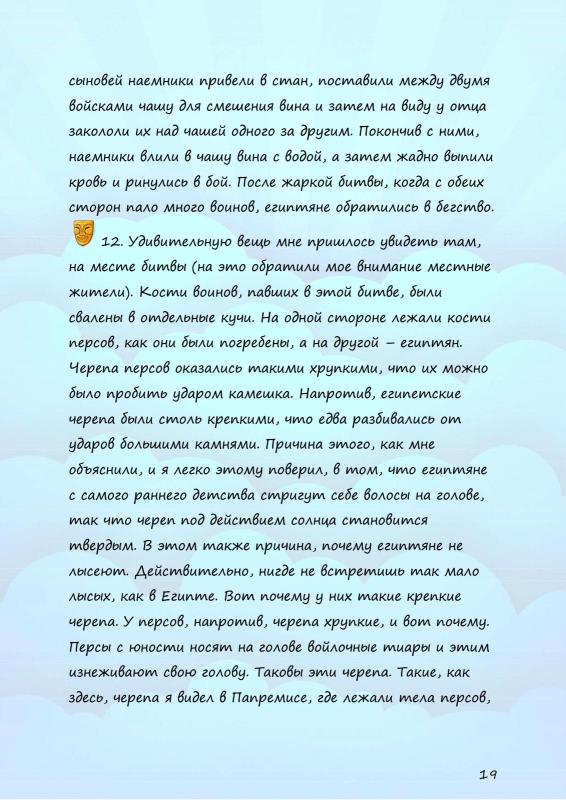 сыновей наемники привели в стан, поставили между двумя
войсками чашу для смешения вина и затем на виду у отца
закололи их над чашей одного за другим. Покончив с ними,
наемники влили в чашу вина с водой, а затем жадно выпили
кровь и ринулись в бой. После жаркой битвы, когда с обеих
сторон пало много воинов, египтяне обратились в бегство.
12. Удивительную вещь мне пришлось увидеть там,
на месте битвы (на это обратили мое внимание местные
жители). Кости воинов, павших в этой битве, были
свалены в отдельные кучи. На одной стороне лежали кости
персов, как они были погребены, а на другой – египтян.
Черепа персов оказались такими хрупкими, что их можно
было пробить ударом камешка. Напротив, египетские
черепа были столь крепкими, что едва разбивались от
ударов большими камнями. Причина этого, как мне
объяснили, и я легко этому поверил, в том, что египтяне
с самого раннего детства стригут себе волосы на голове,
так что череп под действием солнца становится
твердым. В этом также причина, почему египтяне не
лысеют. Действительно, нигде не встретишь так мало
лысых, как в Египте. Вот почему у них такие крепкие
черепа. У персов, напротив, черепа хрупкие, и вот почему.
Персы с юности носят на голове войлочные тиары и этим
изнеживают свою голову. Таковы эти черепа. Такие, как
здесь, черепа я видел в Папремисе, где лежали тела персов,
19